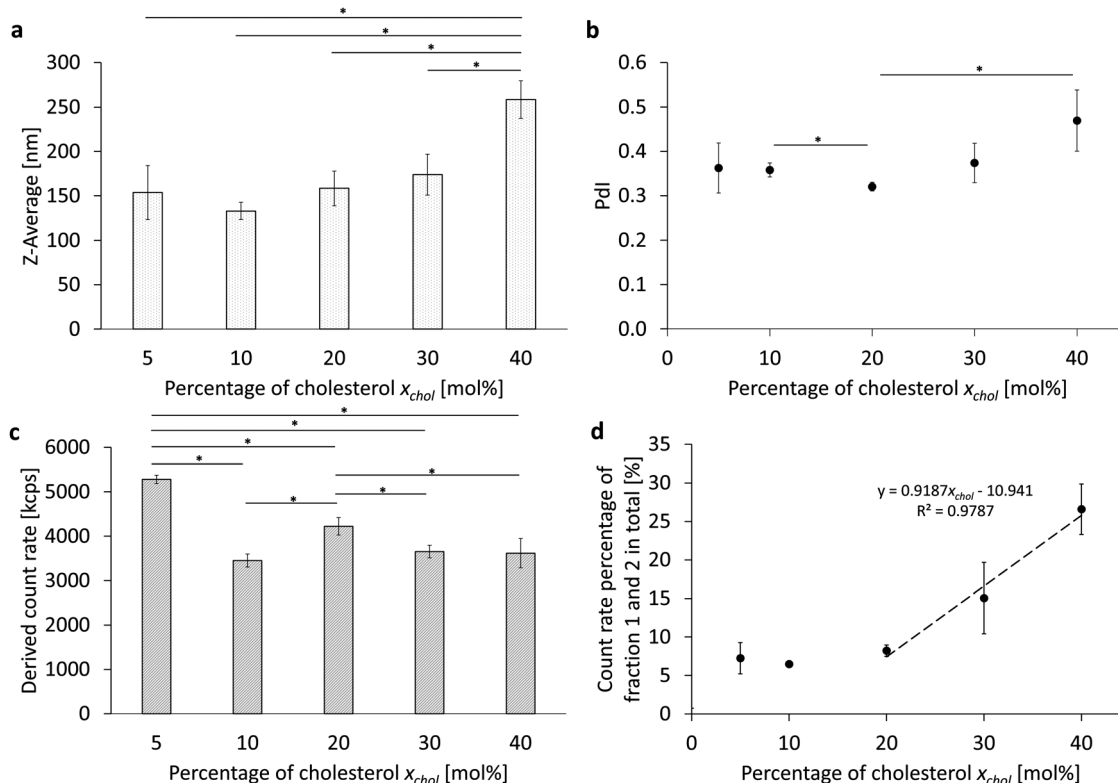 a
*
*
*
*
300
250
200
150
100
50
0
Z-Average [nm]
5 10 20 30 40
Percentage of cholesterol x_chol [mol%]
b
*
*
0.6
0.5
0.4
0.3
0.2
0.1
0.0
PdI
0 10 20 30 40
Percentage of cholesterol x_chol [mol%]
c
*
*
*
* *
* *
6000
5000
4000
3000
2000
1000
0
Derived count rate [kcps]
5 10 20 30 40
Percentage of cholesterol x_chol [mol%]
d
35
30
25
20
15
10
5
0
Count rate percentage of
fraction 1 and 2 in total [%]
y = 0.9187x_chol - 10.941
R² = 0.9787
0 10 20 30 40
Percentage of cholesterol x_chol [mol%]